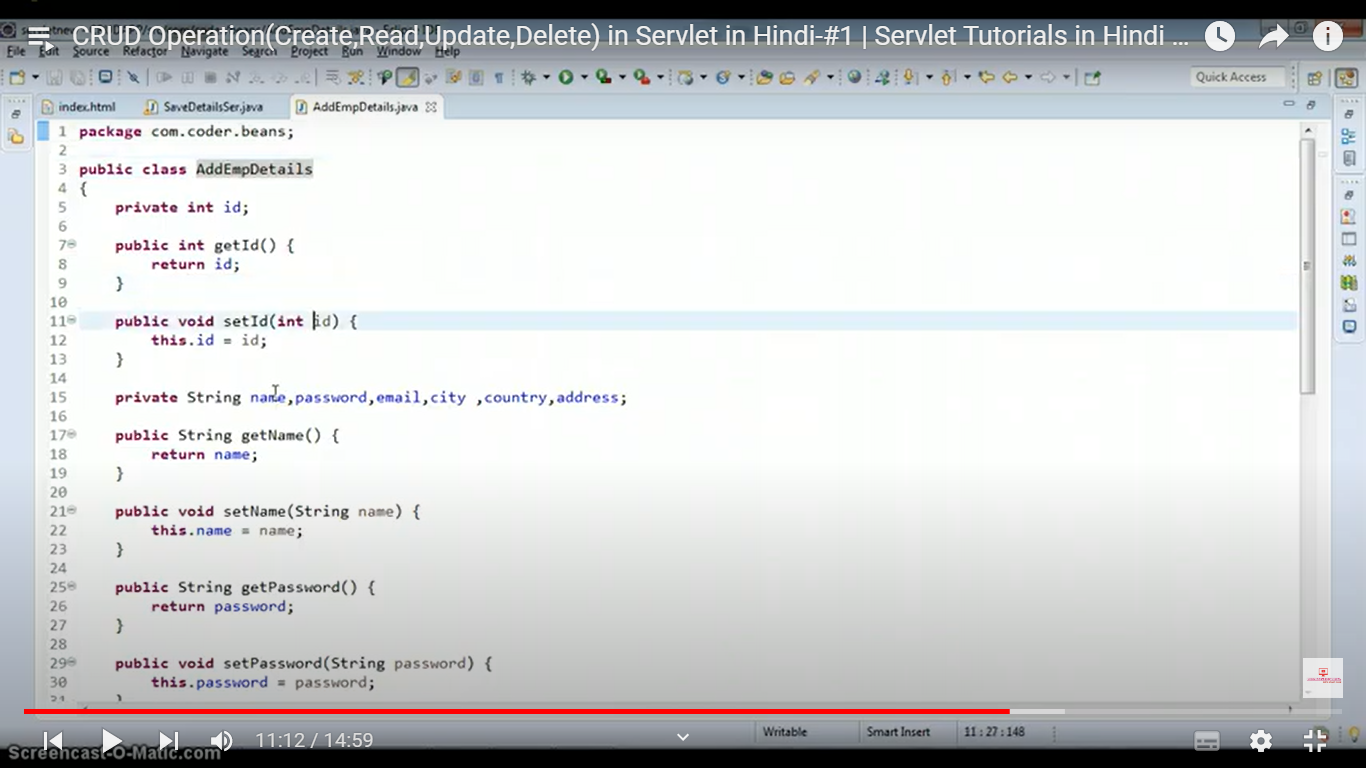 CRUD Operation(Create,Read,Update,Delete) in Servlet in Hindi-#1 | Servlet Tutorials in Hindi ...
File Edit Source Refactor Navigate Search Project Run Window Help
Quick Access
index.html SaveDetailsSer.java AddEmpDetails.java
1 package com.coder.beans;
2
3 public class AddEmpDetails
4 {
5 private int id;
6
7 public int getId() {
8 return id;
9 }
10
11 public void setId(int id) {
12 this.id = id;
13 }
14
15 private String name,password,email,city ,country,address;
16
17 public String getName() {
18 return name;
19 }
20
21 public void setName(String name) {
22 this.name = name;
23 }
24
25 public String getPassword() {
26 return password;
27 }
28
29 public void setPassword(String password) {
30 this.password = password;
31 }
Writable Smart Insert 11:27:148
11:12 / 14:59
Screencast-O-Matic.com